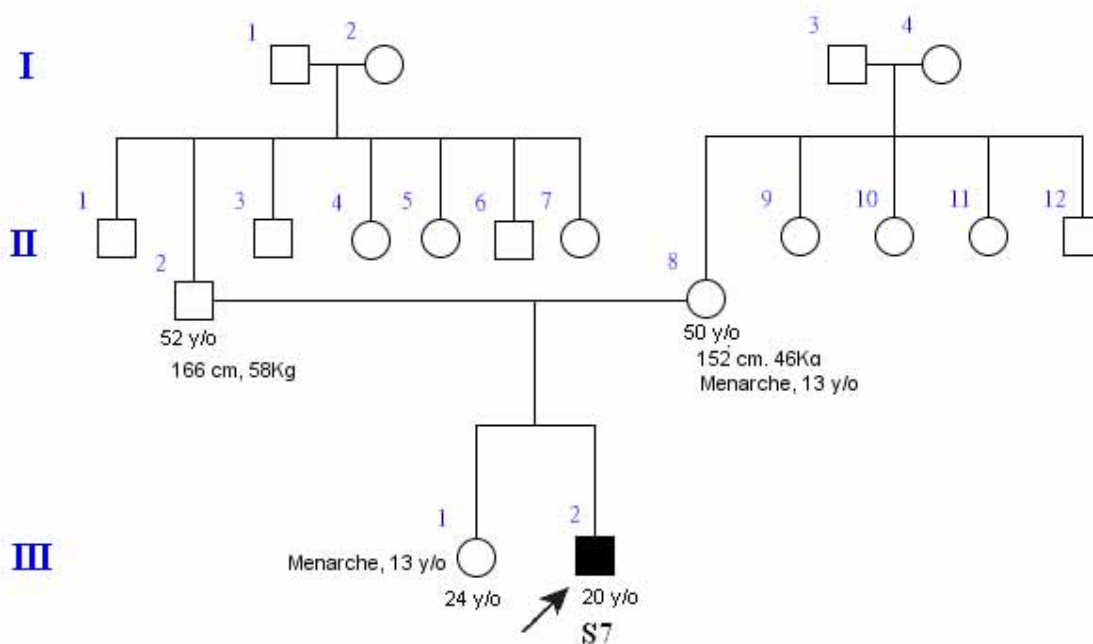 1 2 3 4
I
1 3 4 5 6 7 9 10 11 12
II
2 8
52 y/o 50 y/o
166 cm, 58Kg 152 cm. 46Kg
Menarche, 13 y/o
1 2
III
Menarche, 13 y/o
24 y/o 20 y/o
S7